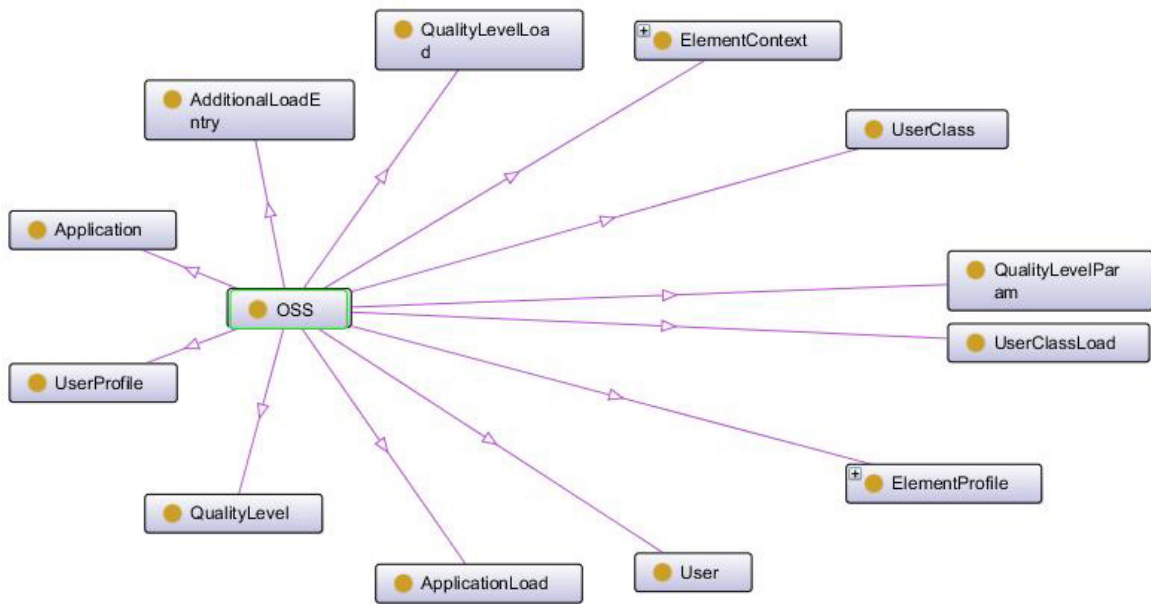 QualityLevelLoa
d
ElementContext
AdditionalLoadE
ntry
UserClass
Application
QualityLevelPar
am
OSS
UserClassLoad
UserProfile
ElementProfile
QualityLevel
User
ApplicationLoad